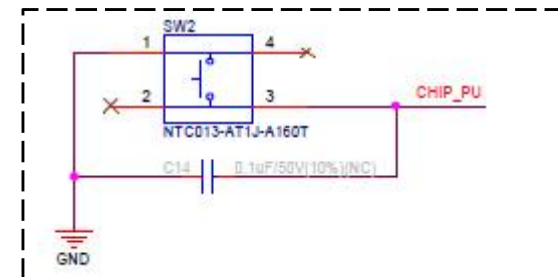 SW2
1
4
2
3
CHIP_PU
NTC013-AT1J-A160T
C14
0.1uF/50V(10%)(NC)
GND